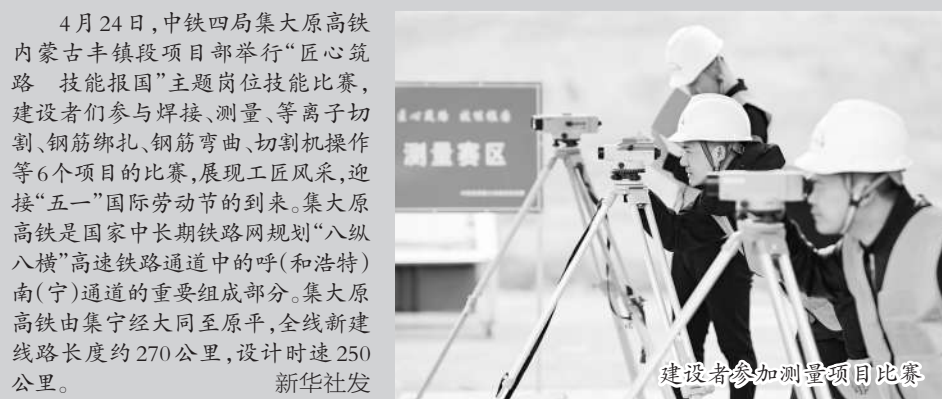 4月24日,中铁四局集大原高铁
内蒙古丰镇段项目部举行“匠心筑
路　技能报国”主题岗位技能比赛,
建设者们参与焊接、测量、等离子切
割、钢筋绑扎、钢筋弯曲、切割机操作
等6个项目的比赛,展现工匠风采,迎
接“五一”国际劳动节的到来。集大原
高铁是国家中长期铁路网规划“八纵
八横”高速铁路通道中的呼(和浩特)
南(宁)通道的重要组成部分。集大原
高铁由集宁经大同至原平,全线新建
线路长度约270公里,设计时速250
公里。　新华社发
匠心筑路 技能报国
测量赛区
建设者参加测量项目比赛